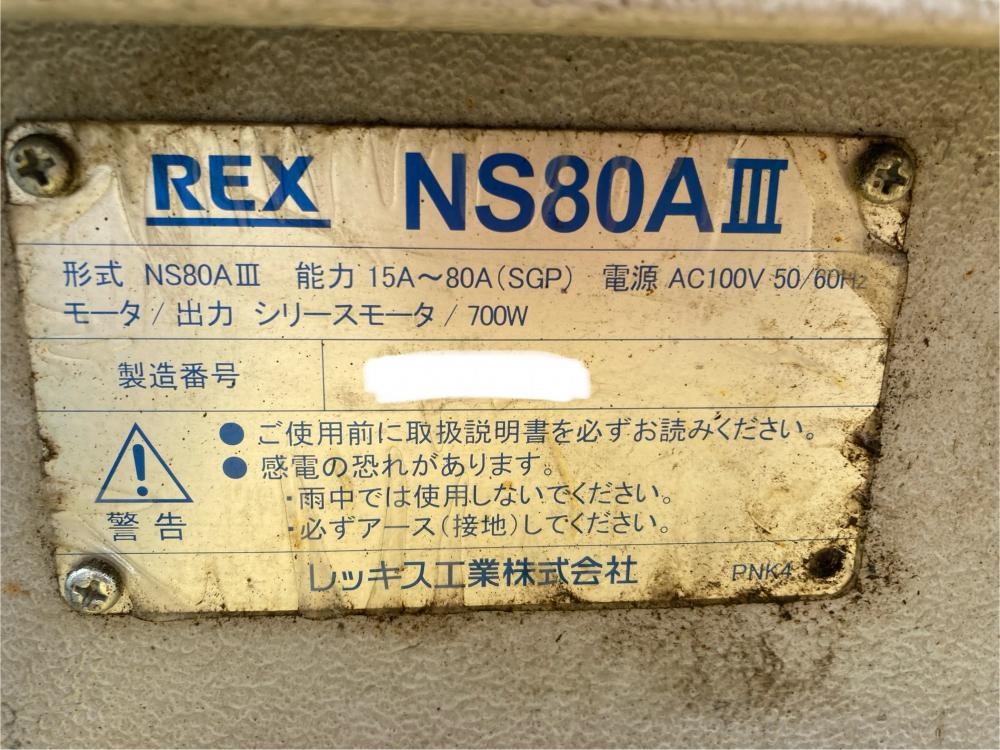 REX NS80AⅢ
形式 NS80AⅢ 能力 15A～80A(SGP) 電源 AC100V 50/60Hz
モータ / 出力 シリースモータ / 700W
製造番号
● ご使用前に取扱説明書を必ずお読みください。
● 感電の恐れがあります。
・雨中では使用しないでください。
・必ずアース(接地)してください。
警告
レッキス工業株式会社 PNK4